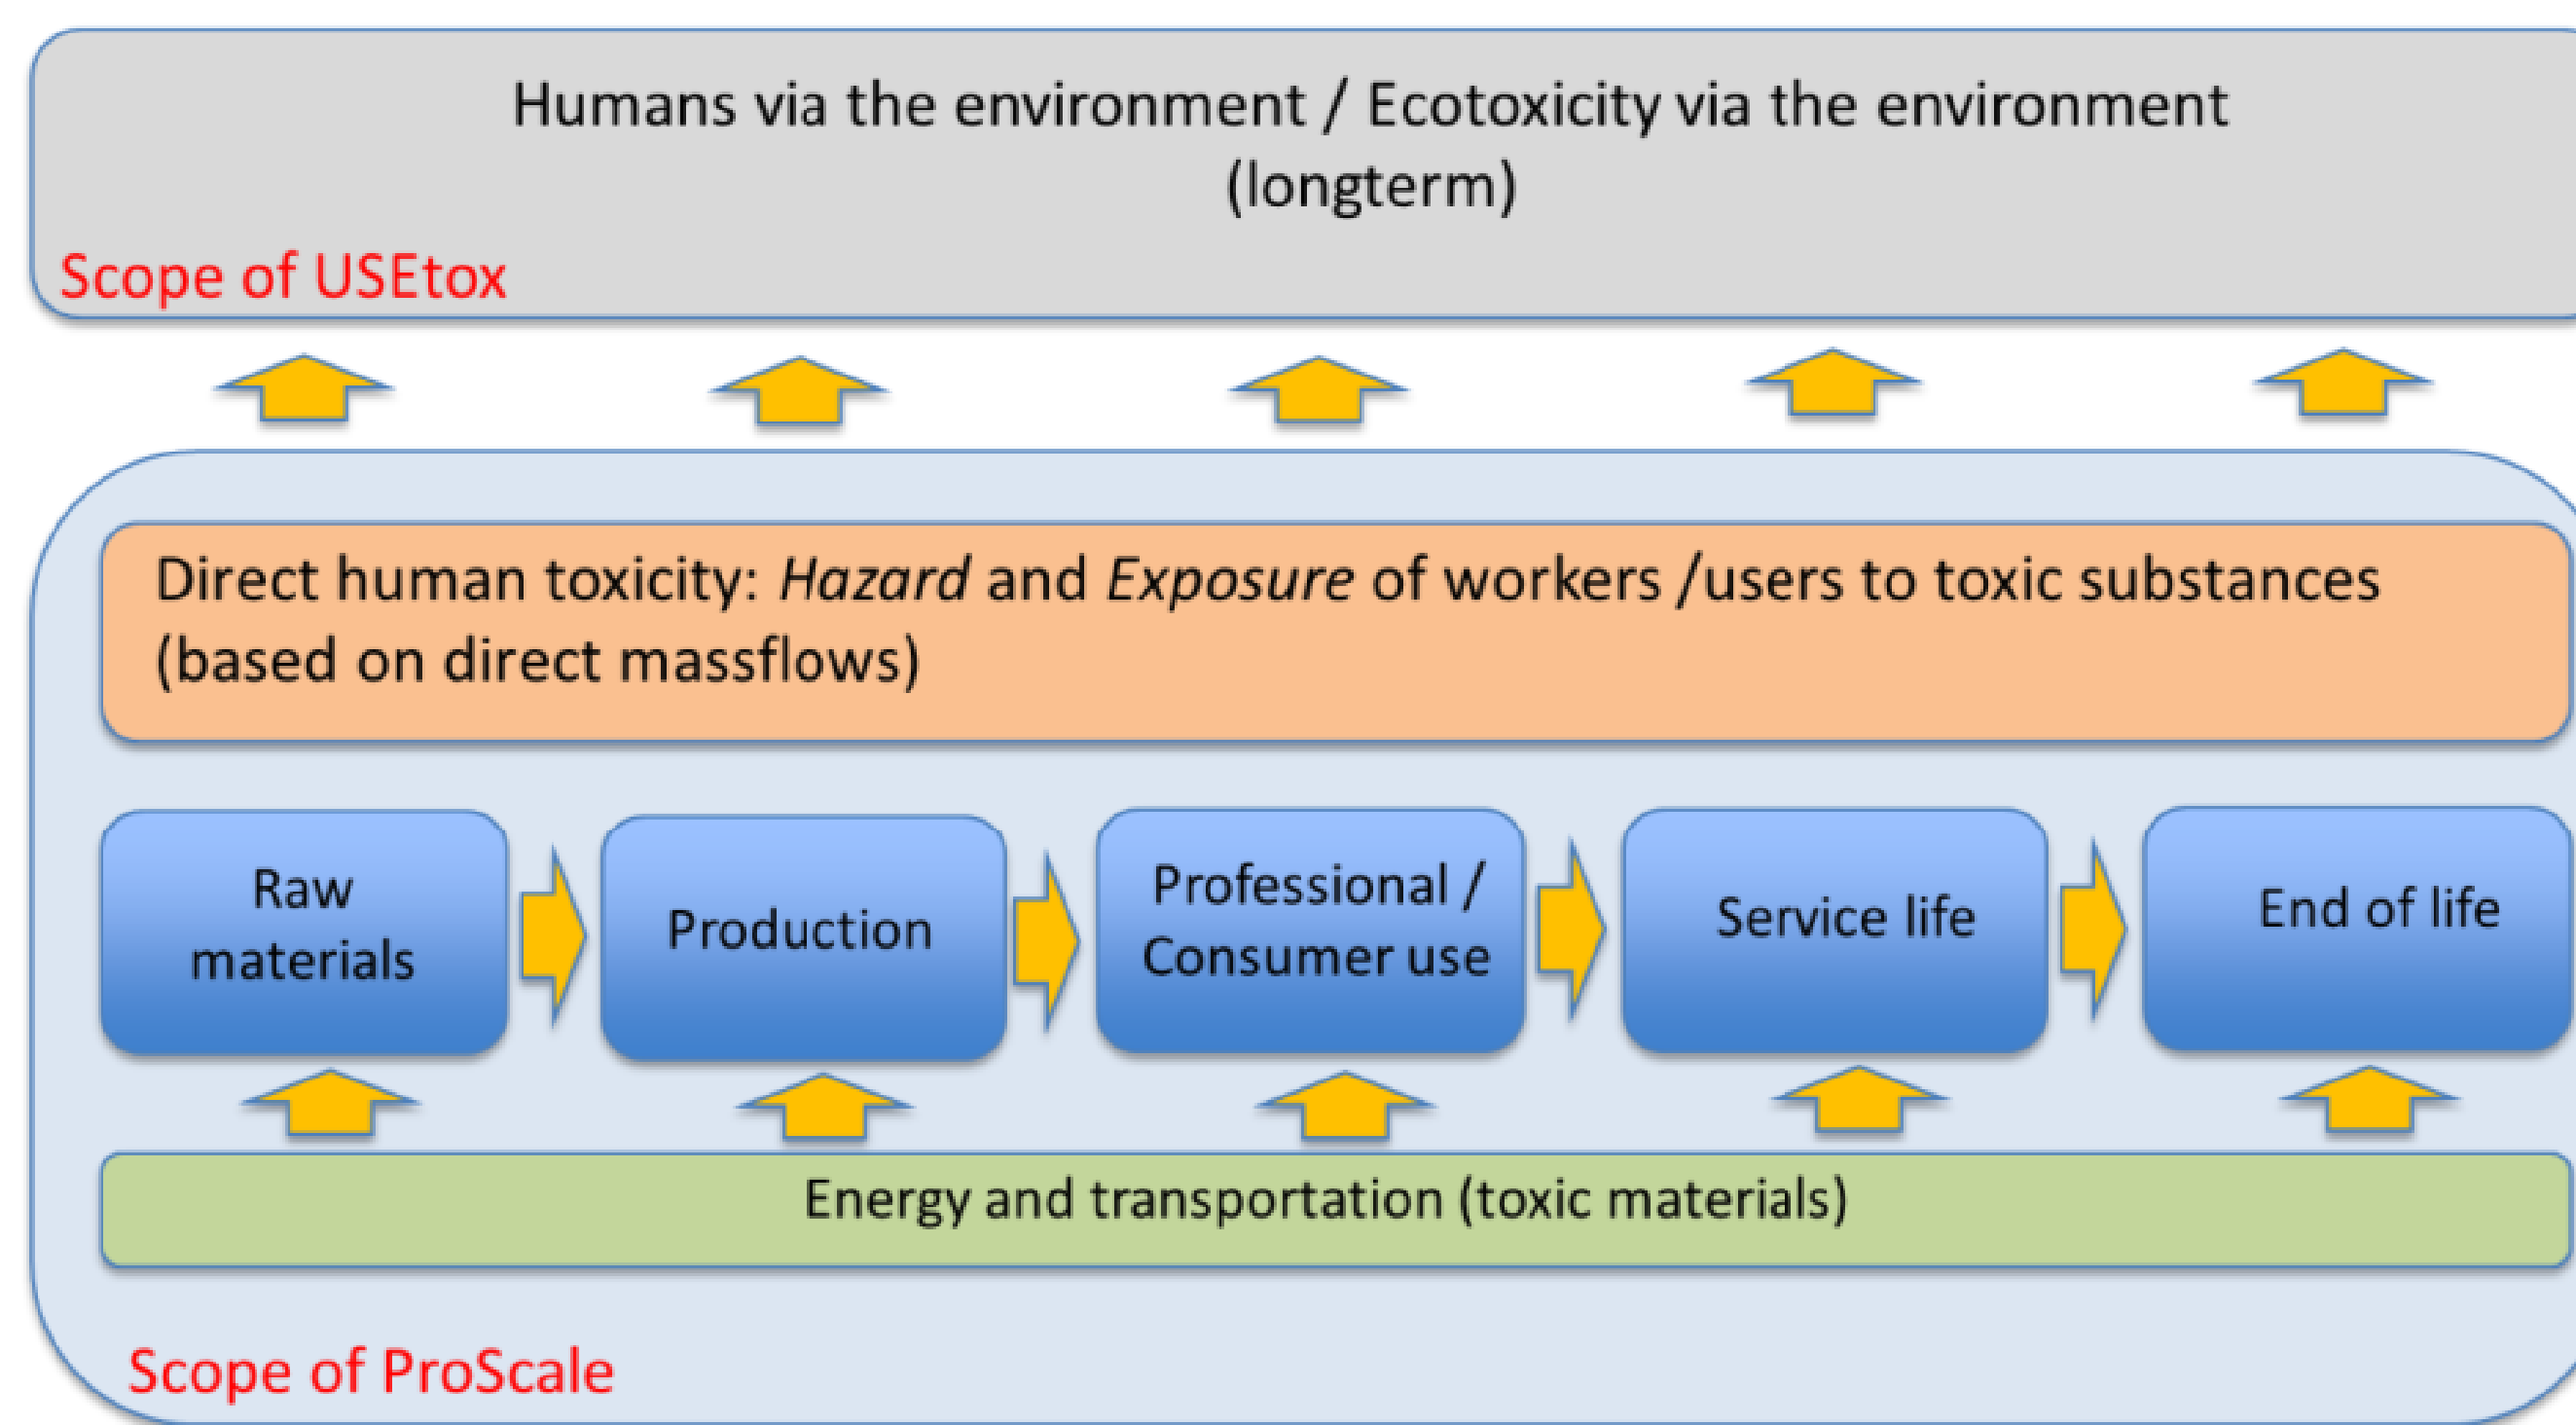 Humans via the environment / Ecotoxicity via the environment
(longterm)
Scope of USEtox
Direct human toxicity: Hazard and Exposure of workers /users to toxic substances
(based on direct massflows)
Raw
materials
Production
Professional /
Consumer use
Service life
End of life
Energy and transportation (toxic materials)
Scope of ProScale